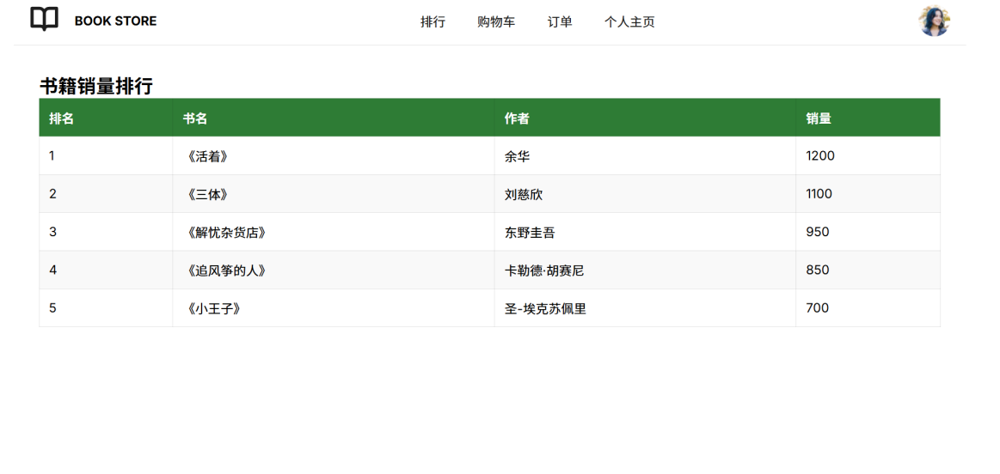 BOOK STORE 排行 购物车 订单 个人主页
书籍销量排行
排名 书名 作者 销量
1 《活着》 余华 1200
2 《三体》 刘慈欣 1100
3 《解忧杂货店》 东野圭吾 950
4 《追风筝的人》 卡勒德·胡赛尼 850
5 《小王子》 圣-埃克苏佩里 700